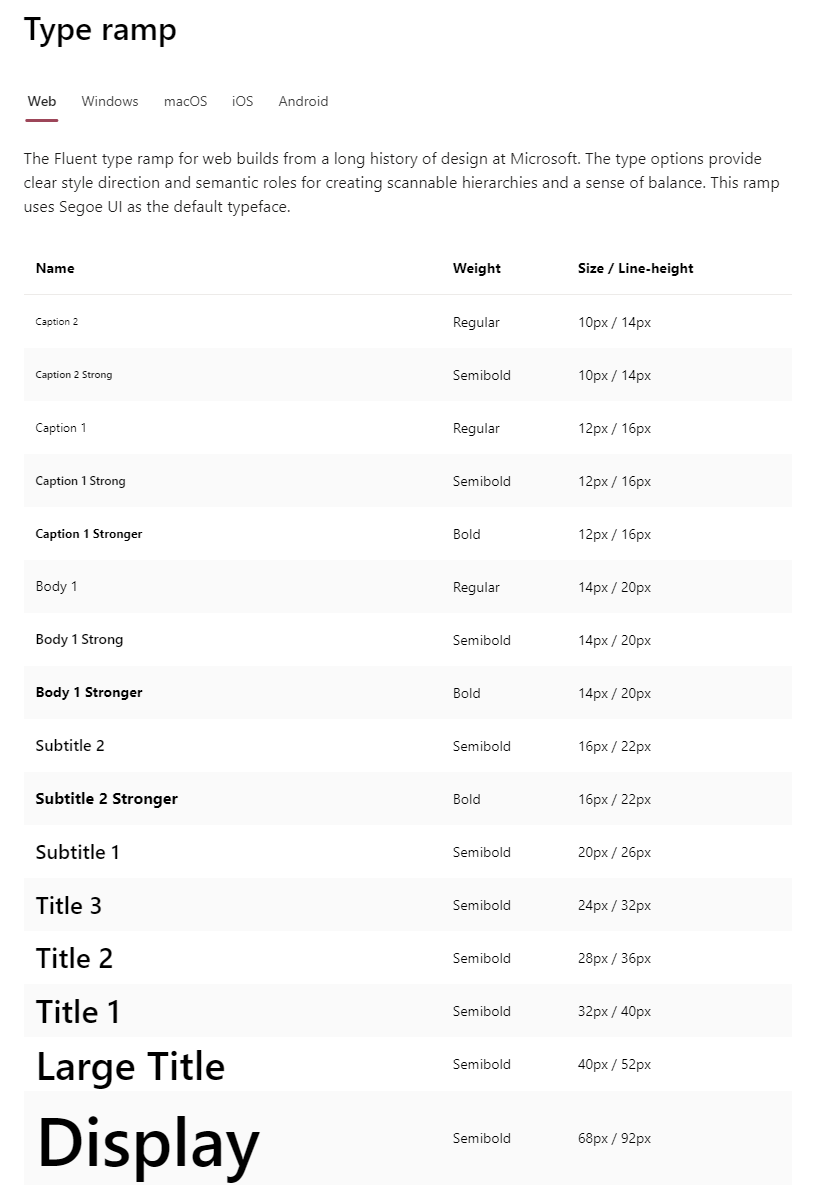 Type ramp
Web Windows macOS iOS Android
The Fluent type ramp for web builds from a long history of design at Microsoft. The type options provide
clear style direction and semantic roles for creating scannable hierarchies and a sense of balance. This ramp
uses Segoe UI as the default typeface.
Name Weight Size / Line-height
Caption 2 Regular 10px / 14px
Caption 2 Strong Semibold 10px / 14px
Caption 1 Regular 12px / 16px
Caption 1 Strong Semibold 12px / 16px
Caption 1 Stronger Bold 12px / 16px
Body 1 Regular 14px / 20px
Body 1 Strong Semibold 14px / 20px
Body 1 Stronger Bold 14px / 20px
Subtitle 2 Semibold 16px / 22px
Subtitle 2 Stronger Bold 16px / 22px
Subtitle 1 Semibold 20px / 26px
Title 3 Semibold 24px / 32px
Title 2 Semibold 28px / 36px
Title 1 Semibold 32px / 40px
Large Title Semibold 40px / 52px
Display Semibold 68px / 92px